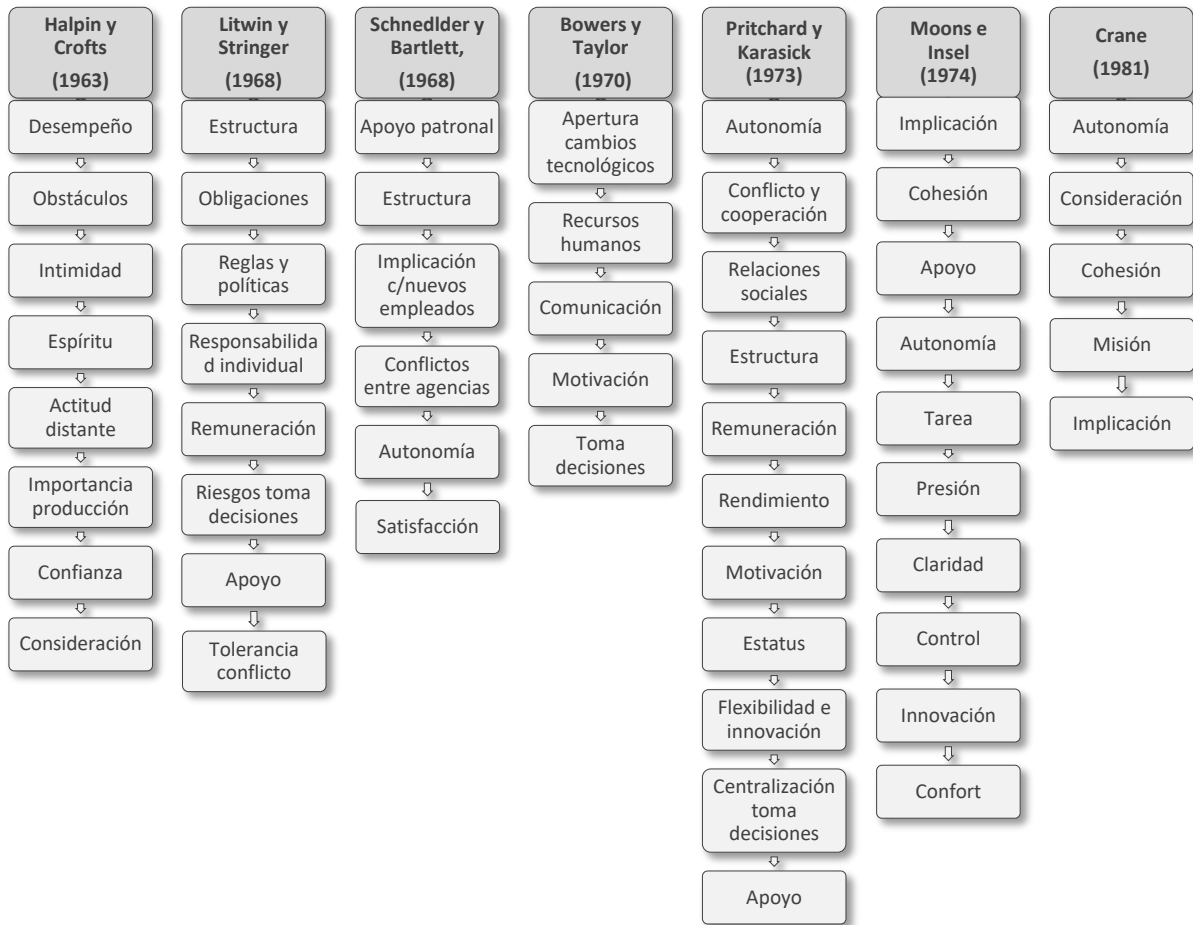 Halpin y
Crofts
(1963)
Desempeño
Obstáculos
Intimidad
Espíritu
Actitud
distante
Importancia
producción
Confianza
Consideración
Litwin y
Stringer
(1968)
Estructura
Obligaciones
Reglas y
políticas
Responsabilida
d individual
Remuneración
Riesgos toma
decisiones
Apoyo
Tolerancia
conflicto
Schnedlder y
Bartlett,
(1968)
Apoyo patronal
Estructura
Implicación
c/nuevos
empleados
Conflictos
entre agencias
Autonomía
Satisfacción
Bowers y
Taylor
(1970)
Apertura
cambios
tecnológicos
Recursos
humanos
Comunicación
Motivación
Toma
decisiones
Pritchard y
Karasick
(1973)
Autonomía
Conflicto y
cooperación
Relaciones
sociales
Estructura
Remuneración
Rendimiento
Motivación
Estatus
Flexibilidad e
innovación
Centralización
toma
decisiones
Apoyo
Moons e
Insel
(1974)
Implicación
Cohesión
Apoyo
Autonomía
Tarea
Presión
Claridad
Control
Innovación
Confort
Crane
(1981)
Autonomía
Consideración
Cohesión
Misión
Implicación